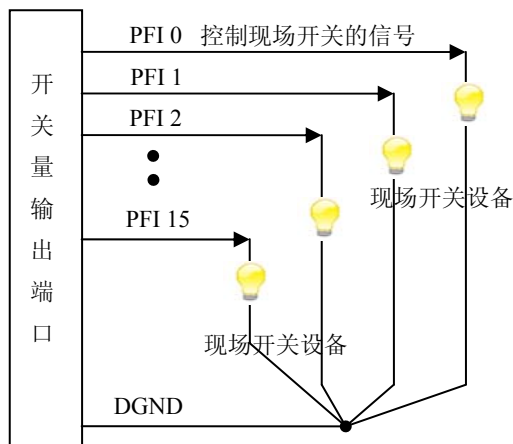 PFI 0 控制现场开关的信号
PFI 1
PFI 2
PFI 15
开关量输出端口
现场开关设备
现场开关设备
DGND